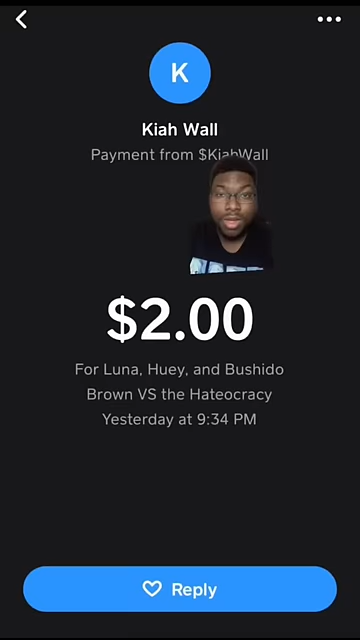 K
Kiah Wall
Payment from $KiahWall
$2.00
For Luna, Huey, and Bushido
Brown VS the Hateocracy
Yesterday at 9:34 PM
Reply